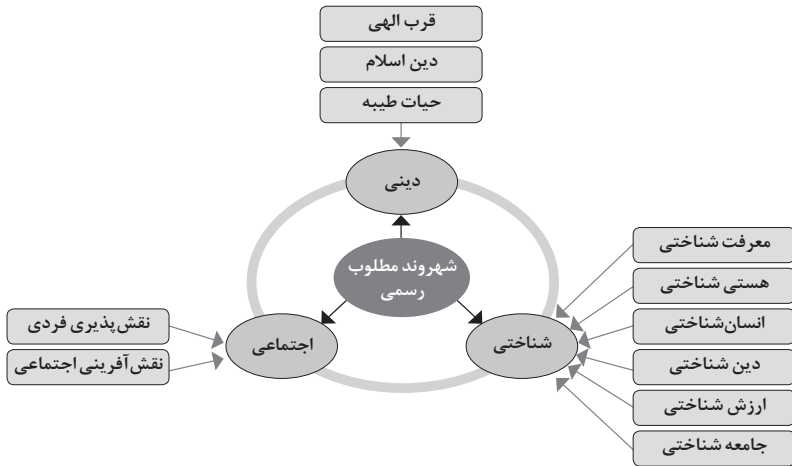 قرب الهی
دین اسلام
حیات طیبه
دینی
شهروند مطلوب
رسمی
شناختی
اجتماعی
معرفت شناختی
هستی شناختی
انسان‌شناختی
دین شناختی
ارزش شناختی
جامعه شناختی
نقش‌پذیری فردی
نقش‌آفرینی اجتماعی